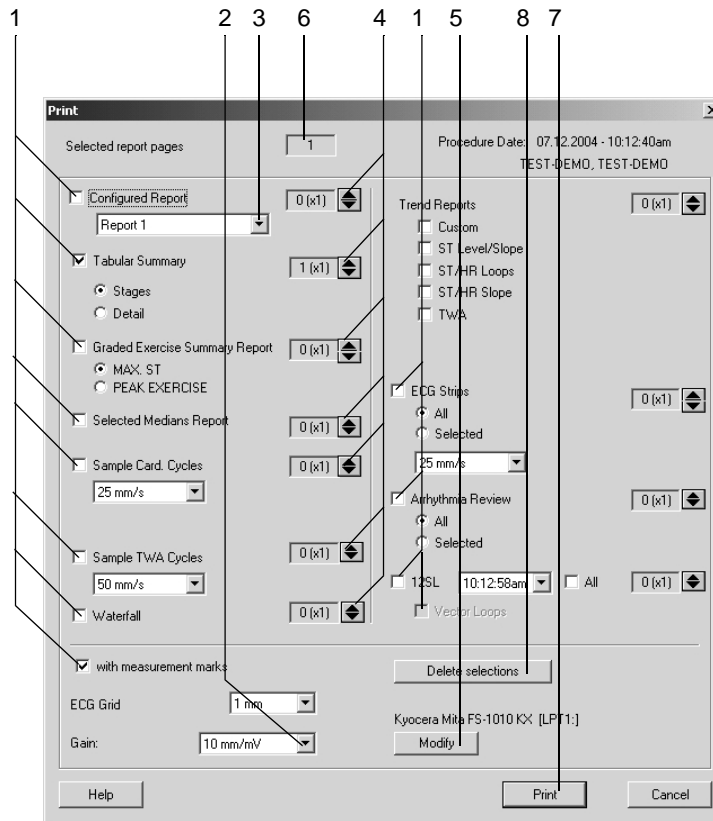 1 2 3 6 4 1 5 8 7
Print
Selected report pages 1 Procedure Date: 07.12.2004 - 10:12:40am
TEST-DEMO, TEST-DEMO
Configured Report 0 (x1)
Report 1
Tabular Summary 1 (x1)
Stages
Detail
Graded Exercise Summary Report 0 (x1)
MAX. ST
PEAK EXERCISE
Selected Medians Report 0 (x1)
Sample Card. Cycles 0 (x1)
25 mm/s
Sample TWA Cycles 0 (x1)
50 mm/s
Waterfall 0 (x1)
Trend Reports 0 (x1)
Custom
ST Level/Slope
ST/HR Loops
ST/HR Slope
TWA
ECG Strips 0 (x1)
All
Selected
25 mm/s
Arrhythmia Review 0 (x1)
All
Selected
12SL 10:12:58am All 0 (x1)
Vector Loops
with measurement marks
ECG Grid 1 mm
Gain: 10 mm/mV
Delete selections
Kyocera Mita FS-1010 KX [LPT1:]
Modify
Help Print Cancel